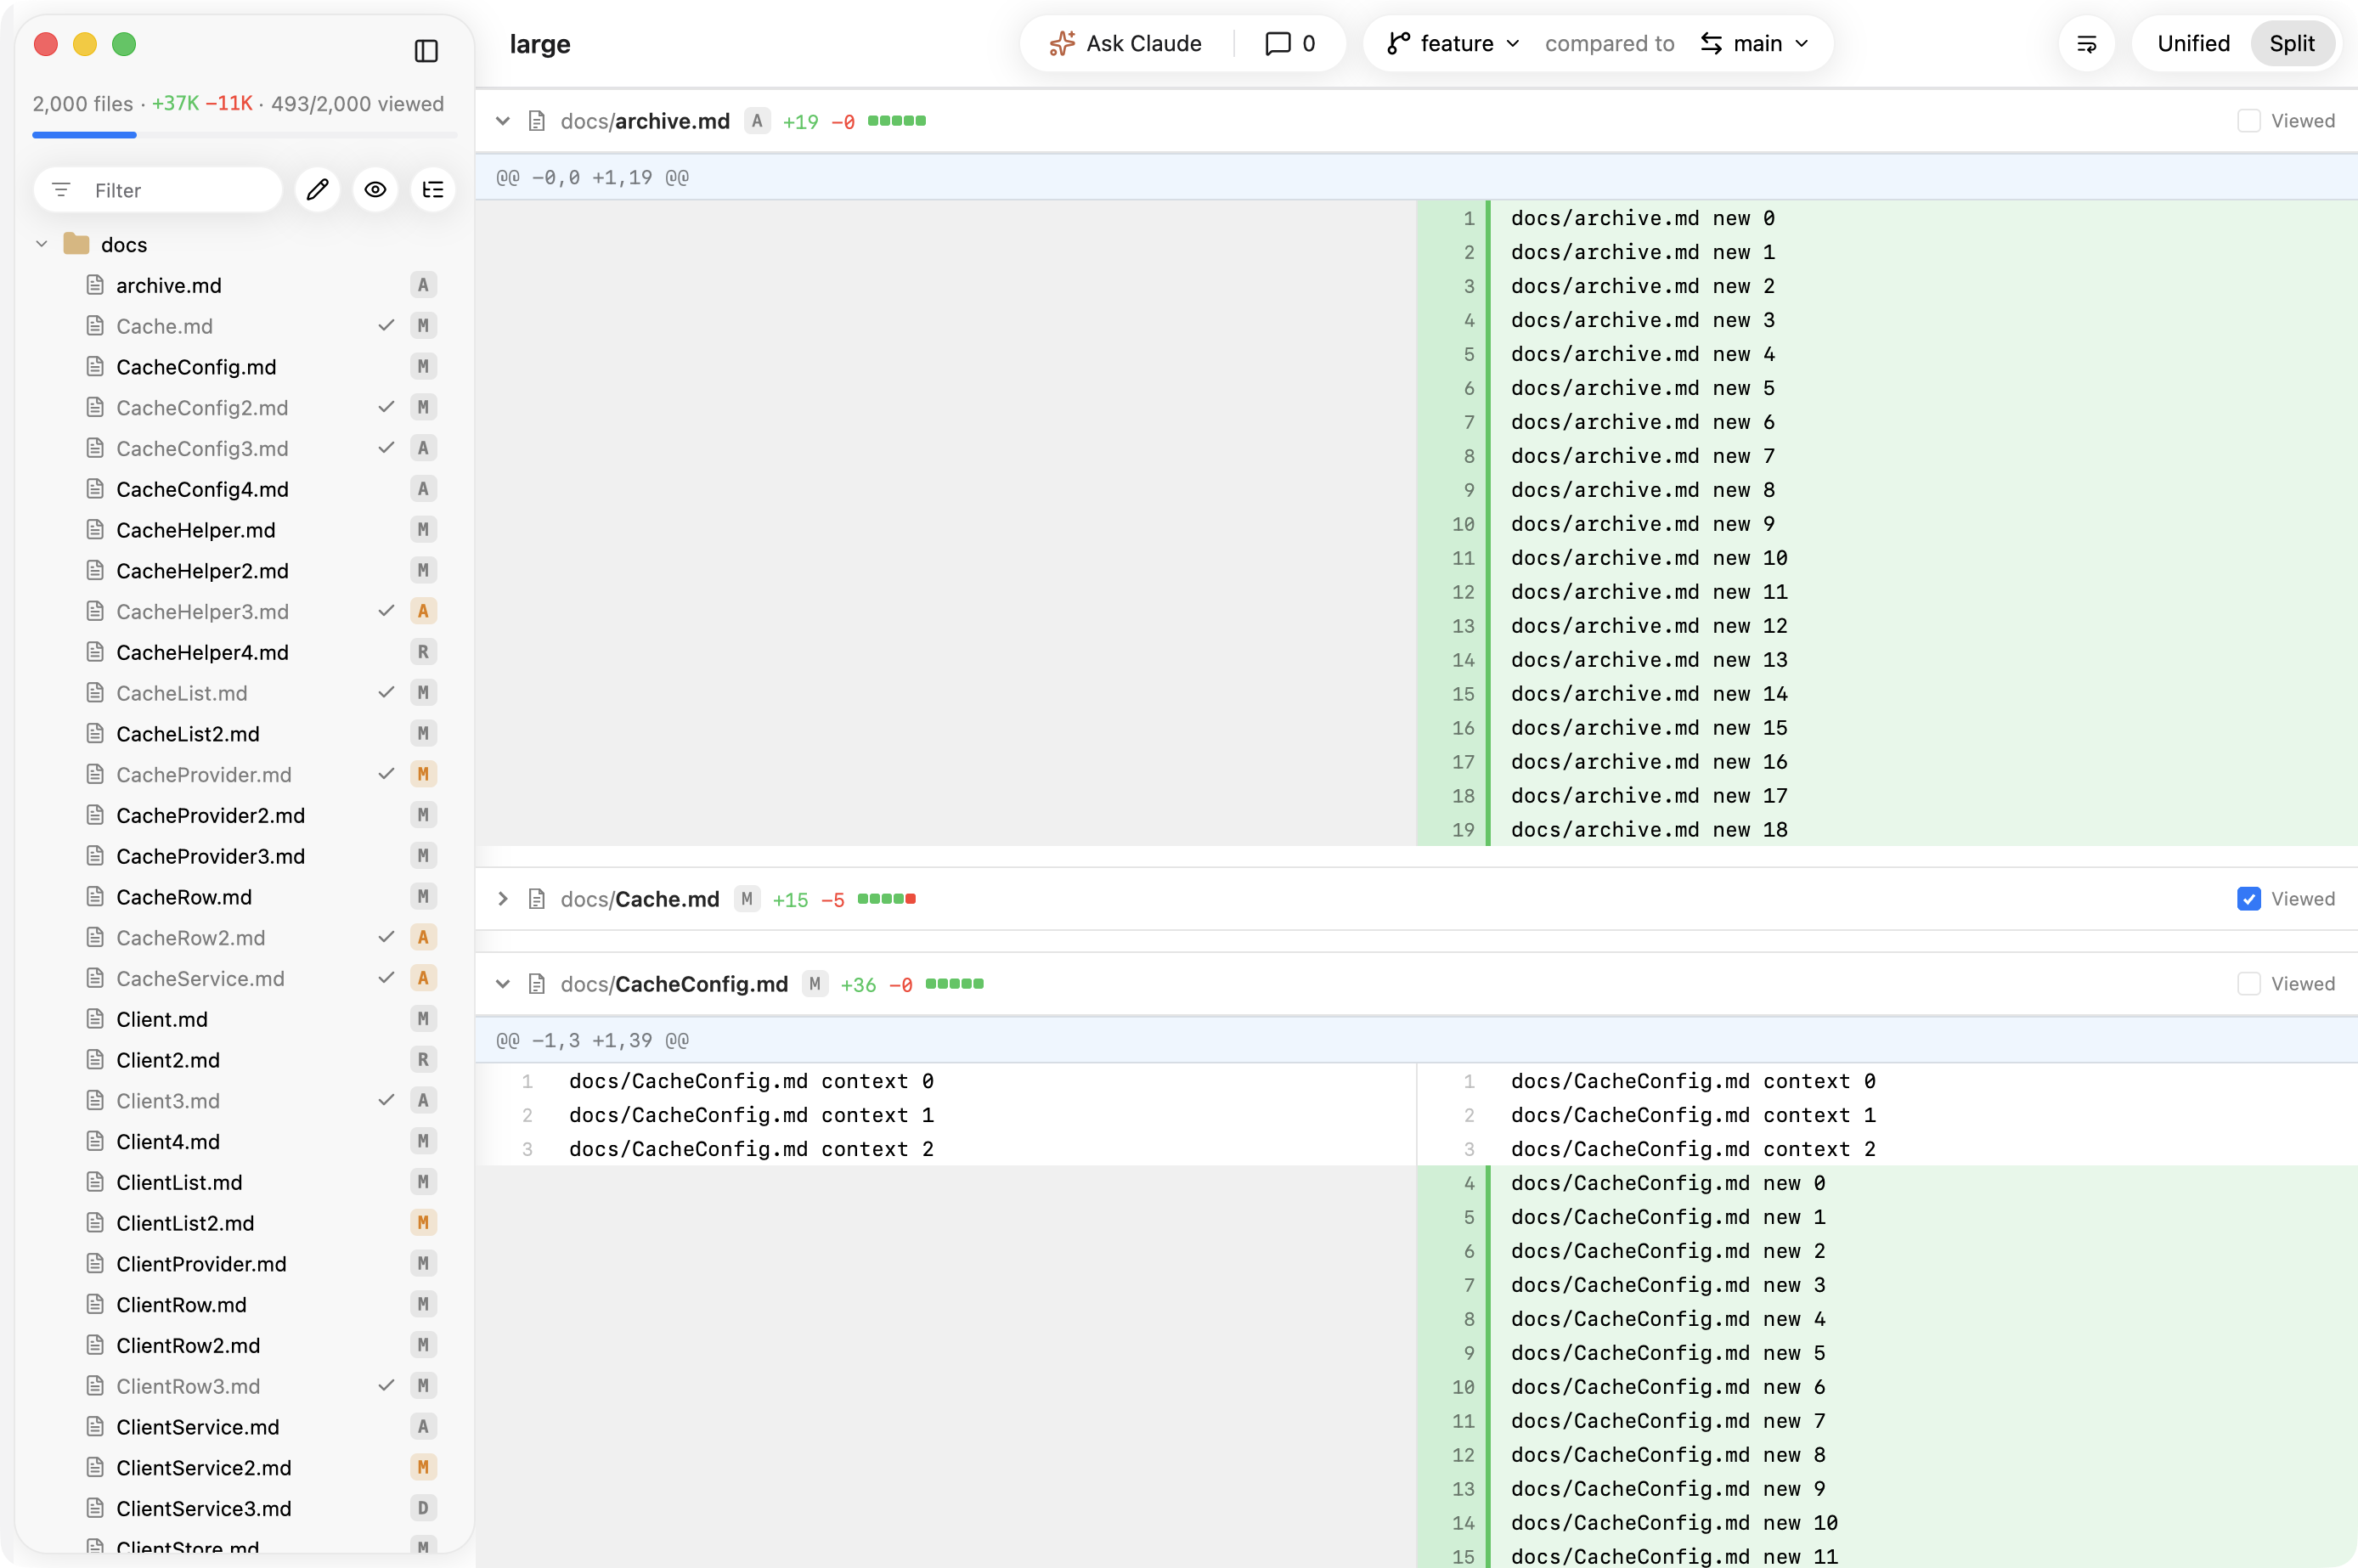 large
Ask Claude
0
feature
compared to
main
Unified
Split
2,000 files · +37K −11K · 493/2,000 viewed
Filter
docs
archive.md A
Cache.md M
CacheConfig.md M
CacheConfig2.md M
CacheConfig3.md A
CacheConfig4.md A
CacheHelper.md M
CacheHelper2.md M
CacheHelper3.md A
CacheHelper4.md R
CacheList.md M
CacheList2.md M
CacheProvider.md M
CacheProvider2.md M
CacheProvider3.md M
CacheRow.md M
CacheRow2.md A
CacheService.md A
Client.md M
Client2.md R
Client3.md A
Client4.md M
ClientList.md M
ClientList2.md M
ClientProvider.md M
ClientRow.md M
ClientRow2.md M
ClientRow3.md M
ClientService.md A
ClientService2.md M
ClientService3.md D
ClientStore.md M
docs/archive.md A +19 −0
Viewed
@@ −0,0 +1,19 @@
1 docs/archive.md new 0
2 docs/archive.md new 1
3 docs/archive.md new 2
4 docs/archive.md new 3
5 docs/archive.md new 4
6 docs/archive.md new 5
7 docs/archive.md new 6
8 docs/archive.md new 7
9 docs/archive.md new 8
10 docs/archive.md new 9
11 docs/archive.md new 10
12 docs/archive.md new 11
13 docs/archive.md new 12
14 docs/archive.md new 13
15 docs/archive.md new 14
16 docs/archive.md new 15
17 docs/archive.md new 16
18 docs/archive.md new 17
19 docs/archive.md new 18
docs/Cache.md M +15 −5
Viewed
docs/CacheConfig.md M +36 −0
Viewed
@@ −1,3 +1,39 @@
1 docs/CacheConfig.md context 0
2 docs/CacheConfig.md context 1
3 docs/CacheConfig.md context 2
1 docs/CacheConfig.md context 0
2 docs/CacheConfig.md context 1
3 docs/CacheConfig.md context 2
4 docs/CacheConfig.md new 0
5 docs/CacheConfig.md new 1
6 docs/CacheConfig.md new 2
7 docs/CacheConfig.md new 3
8 docs/CacheConfig.md new 4
9 docs/CacheConfig.md new 5
10 docs/CacheConfig.md new 6
11 docs/CacheConfig.md new 7
12 docs/CacheConfig.md new 8
13 docs/CacheConfig.md new 9
14 docs/CacheConfig.md new 10
15 docs/CacheConfig.md new 11